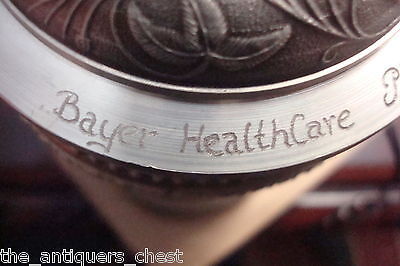 Bayer HealthCare P
the_antiquers_chest